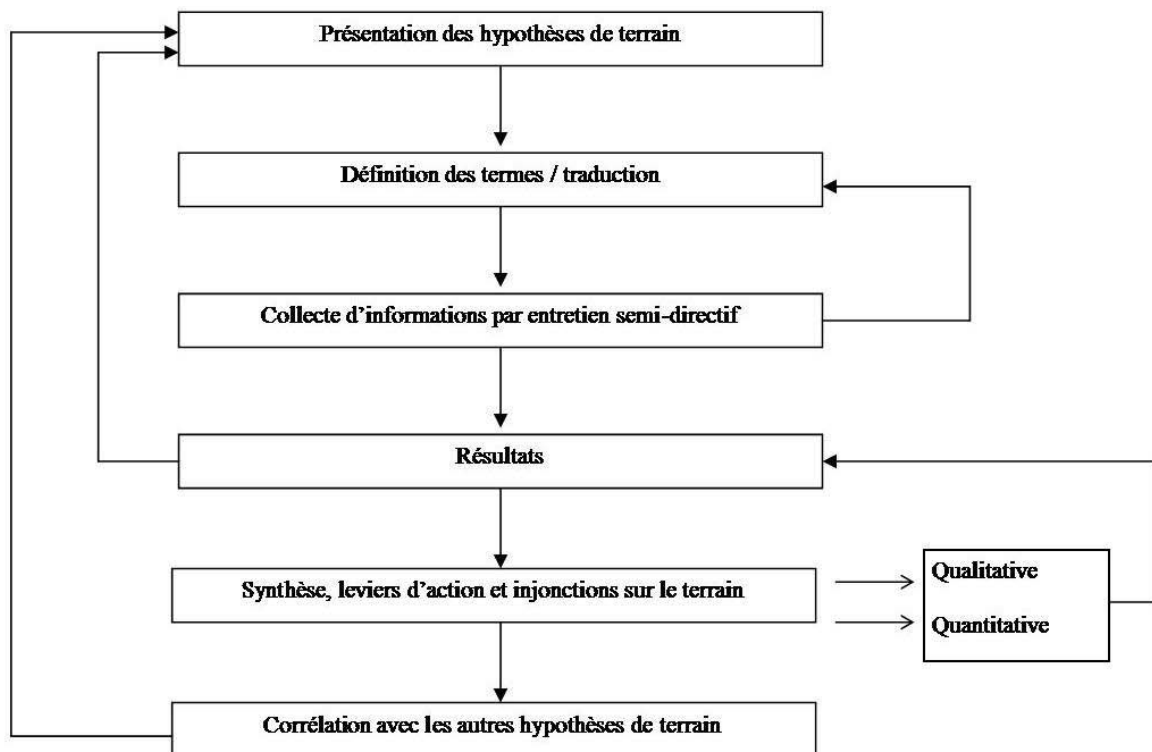 Présentation des hypothèses de terrain
Définition des termes / traduction
Collecte d'informations par entretien semi-directif
Résultats
Synthèse, leviers d'action et injonctions sur le terrain
Qualitative
Quantitative
Corrélation avec les autres hypothèses de terrain